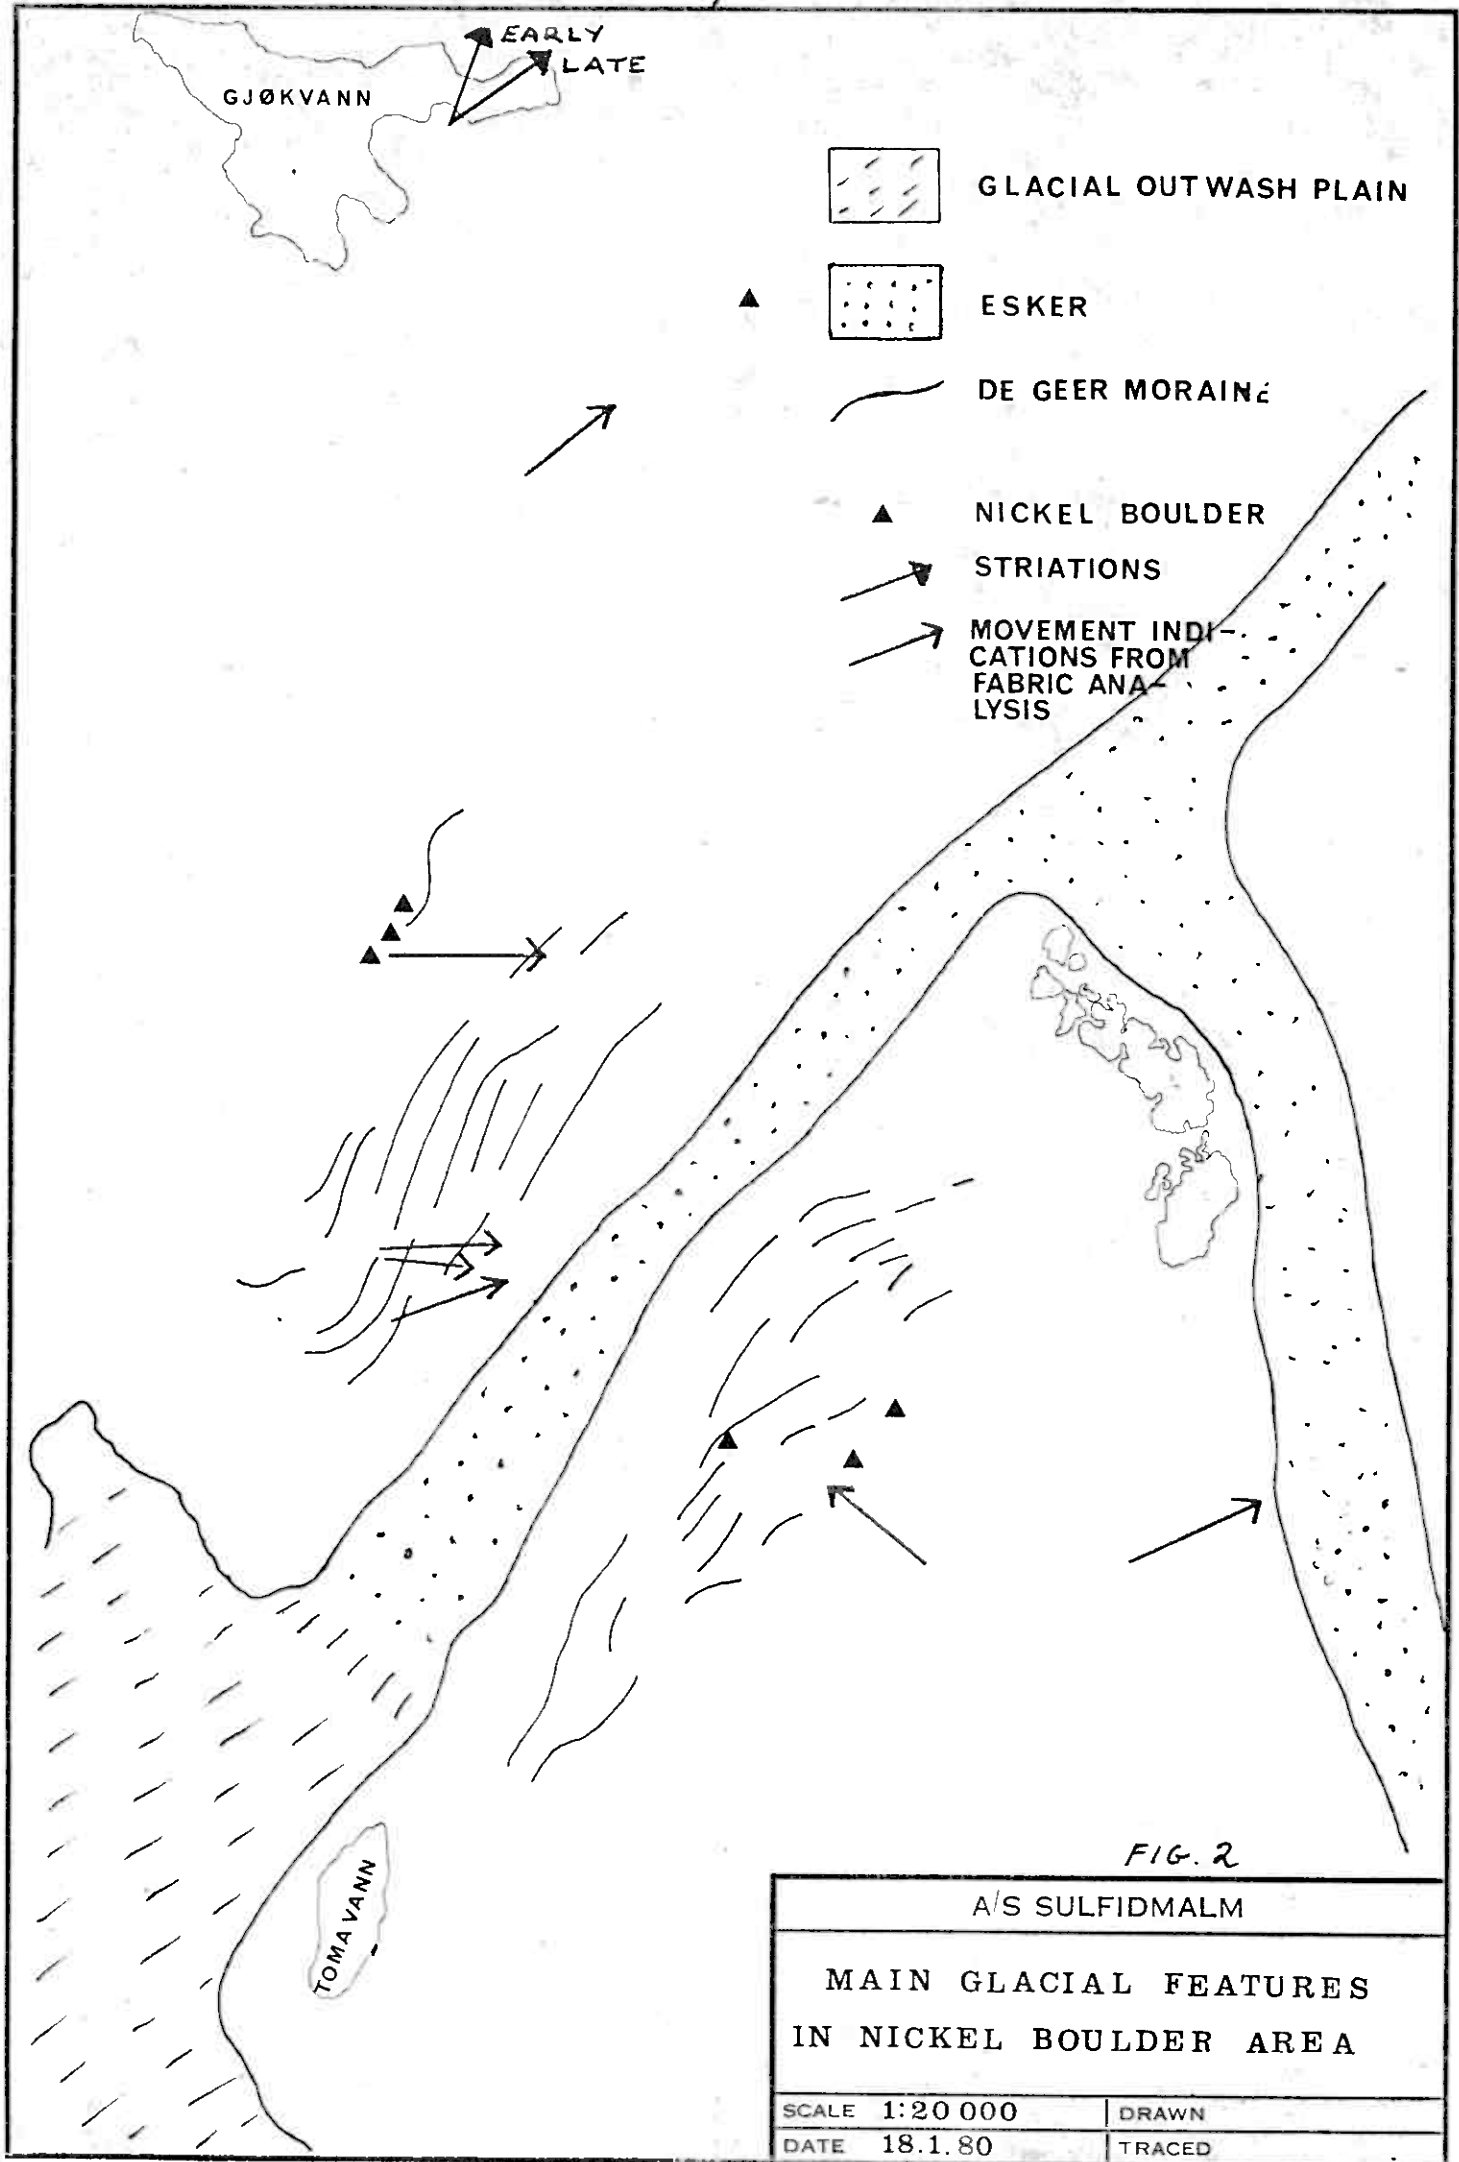 EARLY
LATE
GJØKVANN
GLACIAL OUTWASH PLAIN
ESKER
DE GEER MORAINE
NICKEL BOULDER
STRIATIONS
MOVEMENT INDI-
CATIONS FROM
FABRIC ANA-
LYSIS
TOMAVANN
FIG. 2
A/S SULFIDMALM
MAIN GLACIAL FEATURES
IN NICKEL BOULDER AREA
SCALE 1:20 000 DRAWN
DATE 18.1.80 TRACED